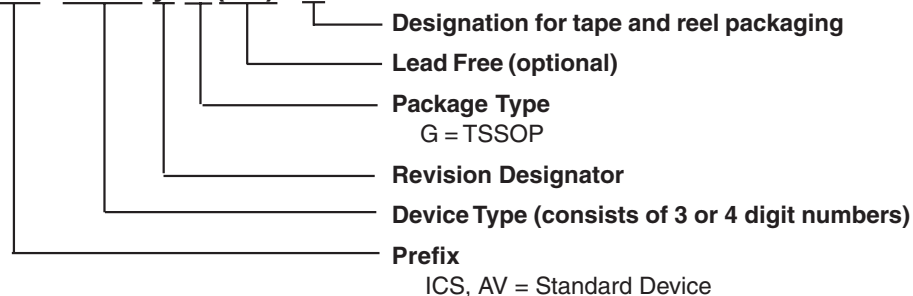 Designation for tape and reel packaging
Lead Free (optional)
Package Type
G = TSSOP
Revision Designator
Device Type (consists of 3 or 4 digit numbers)
Prefix
ICS, AV = Standard Device